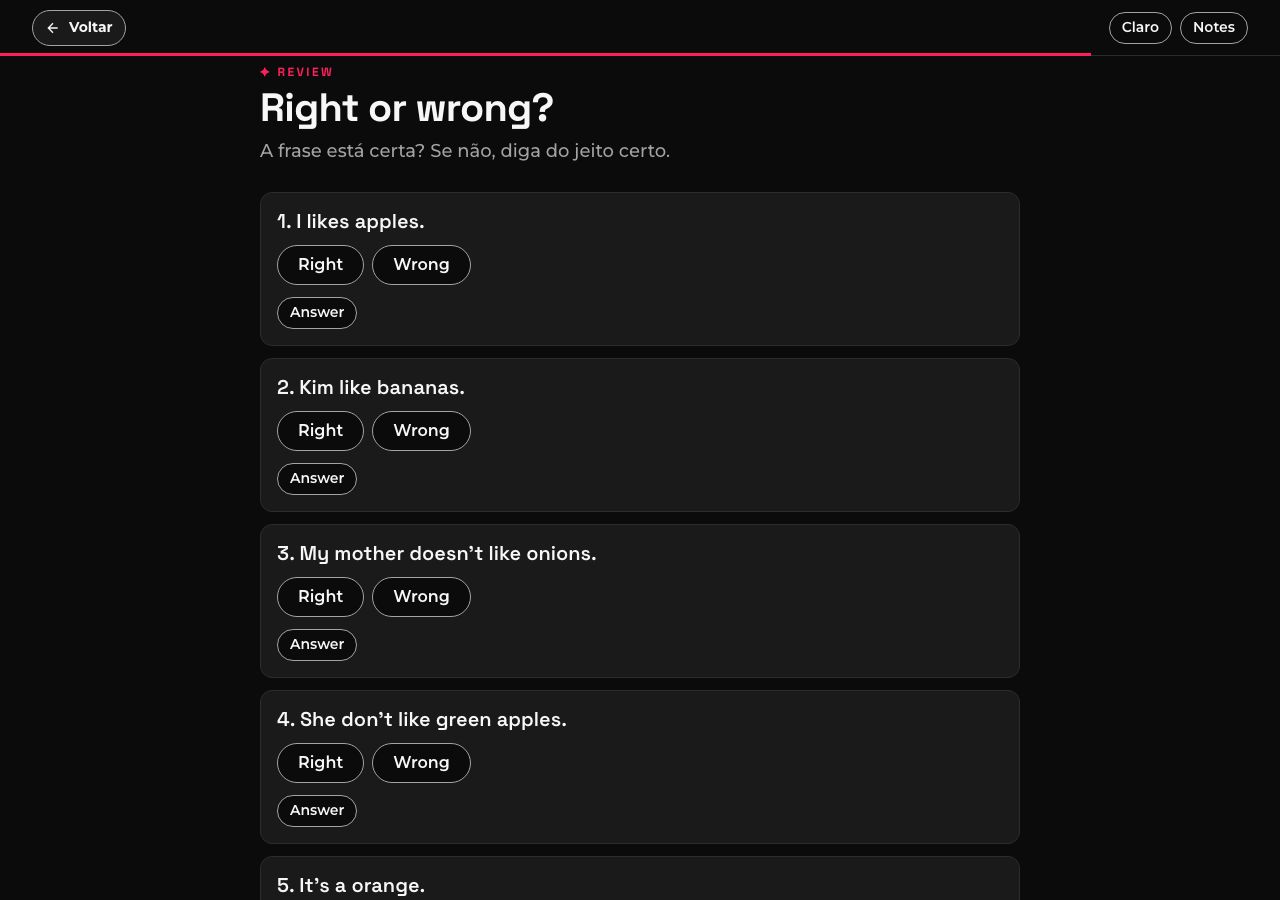 Voltar
Claro
Notes
REVIEW
Right or wrong?
A frase está certa? Se não, diga do jeito certo.
1. I likes apples.
Right
Wrong
Answer
2. Kim like bananas.
Right
Wrong
Answer
3. My mother doesn’t like onions.
Right
Wrong
Answer
4. She don’t like green apples.
Right
Wrong
Answer
5. It’s a orange.